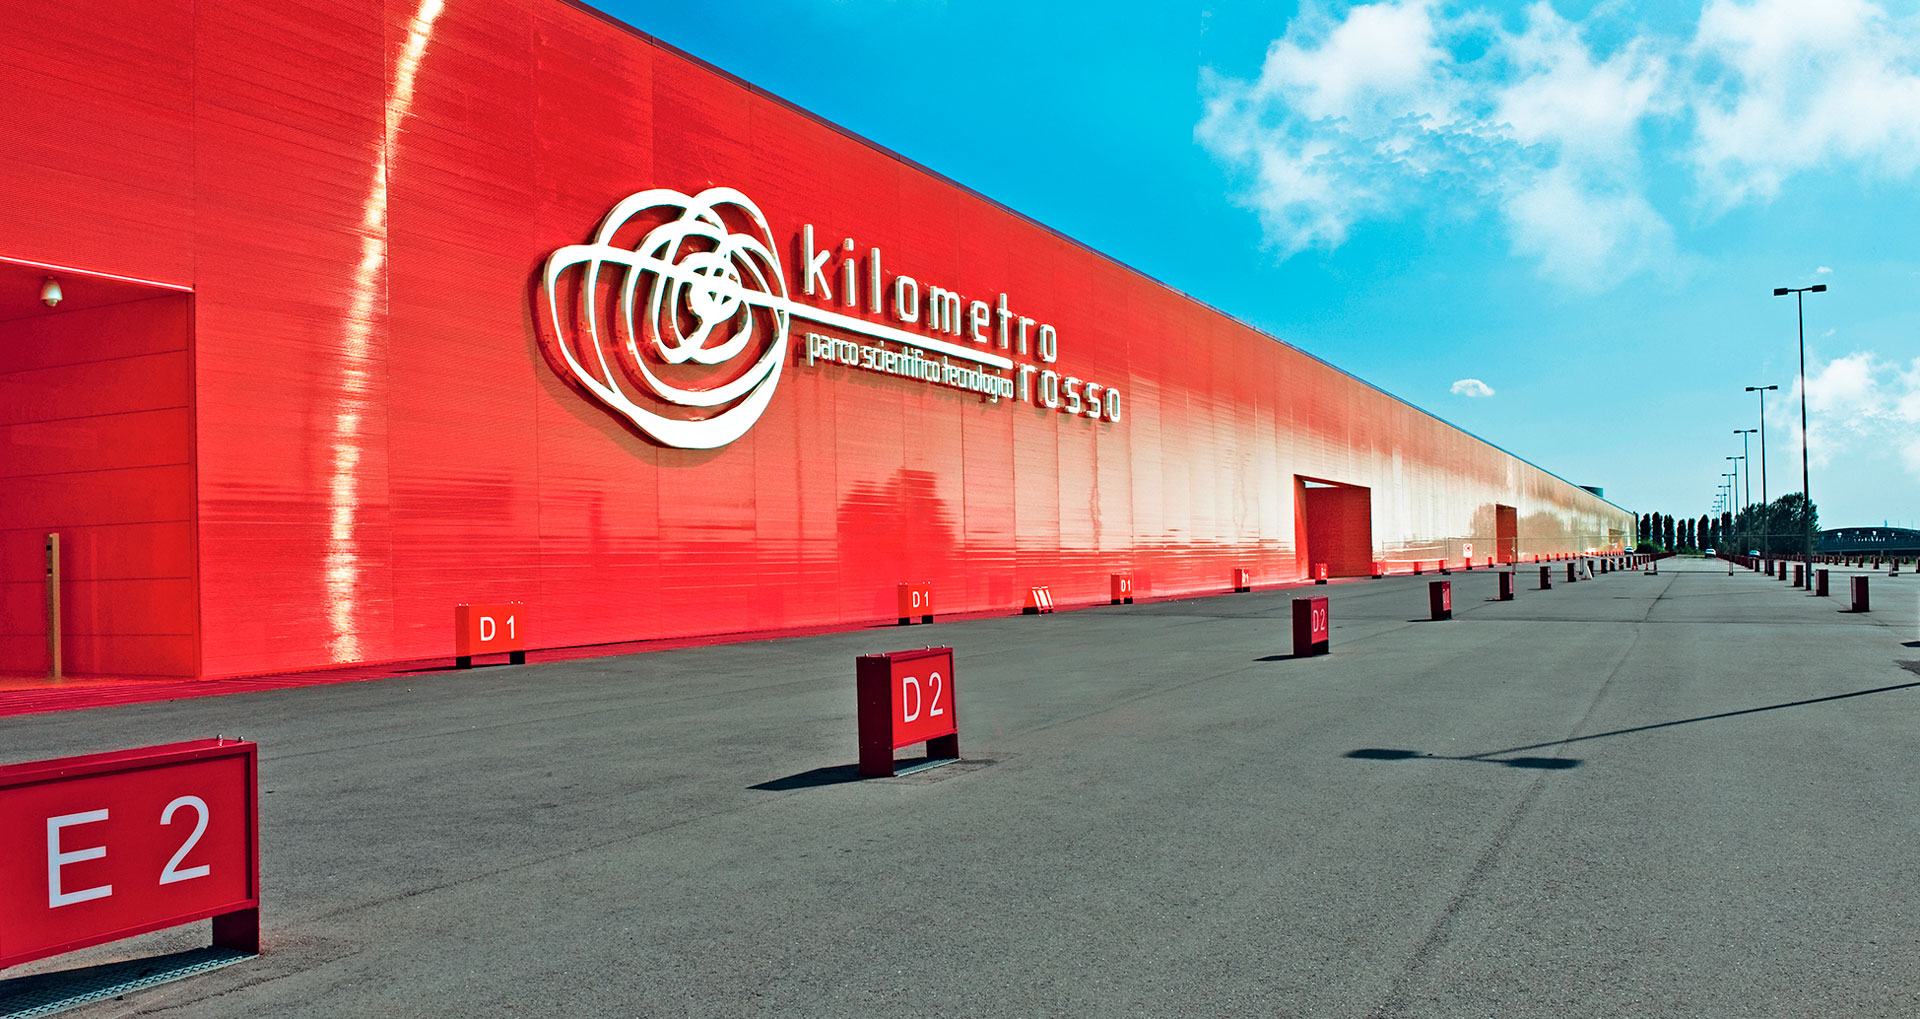 kilometro
parco scientifico tecnologico
rosso
D 1
D 1
D 1
D 2
D 2
E 2